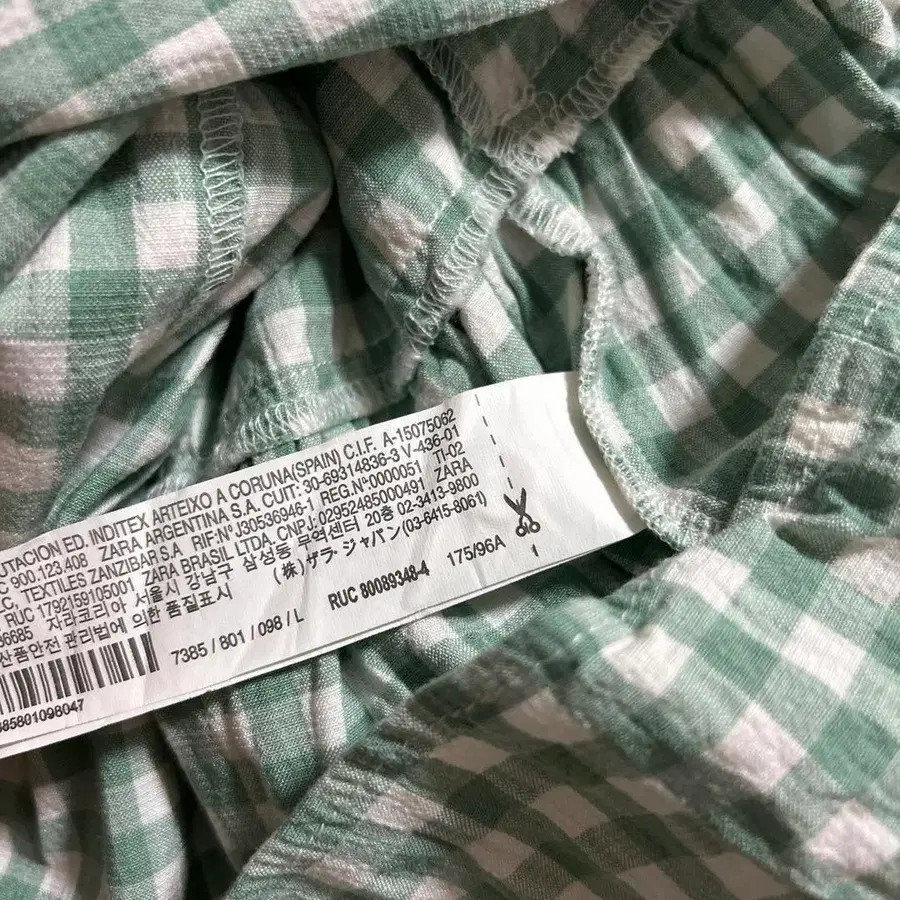 UTACION ED. INDITEX ARTEIXO A CORUNA(SPAIN) C.I.F. A-15075062
C 900.123.408 ZARA ARGENTINA S.A. CUIT: 30-69314836-3 V-436-01
C, TEXTILES ZANZIBAR S.A RIF:Nº J30536946-1 REG.Nº0000051 TI-02
RUC 1792159105001 ZARA BRASIL LTDA.CNPJ: 02952485000491 ZARA
36685 자라코리아 서울시 강남구 삼성동 무역센터 20층 02-3413-9800
산품안전 관리법에 의한 품질표시 (株)ザラ・ジャパン(03-6415-8061)
7385 / 801 / 098 / L RUC 80089348-4 175/96A
85801098047